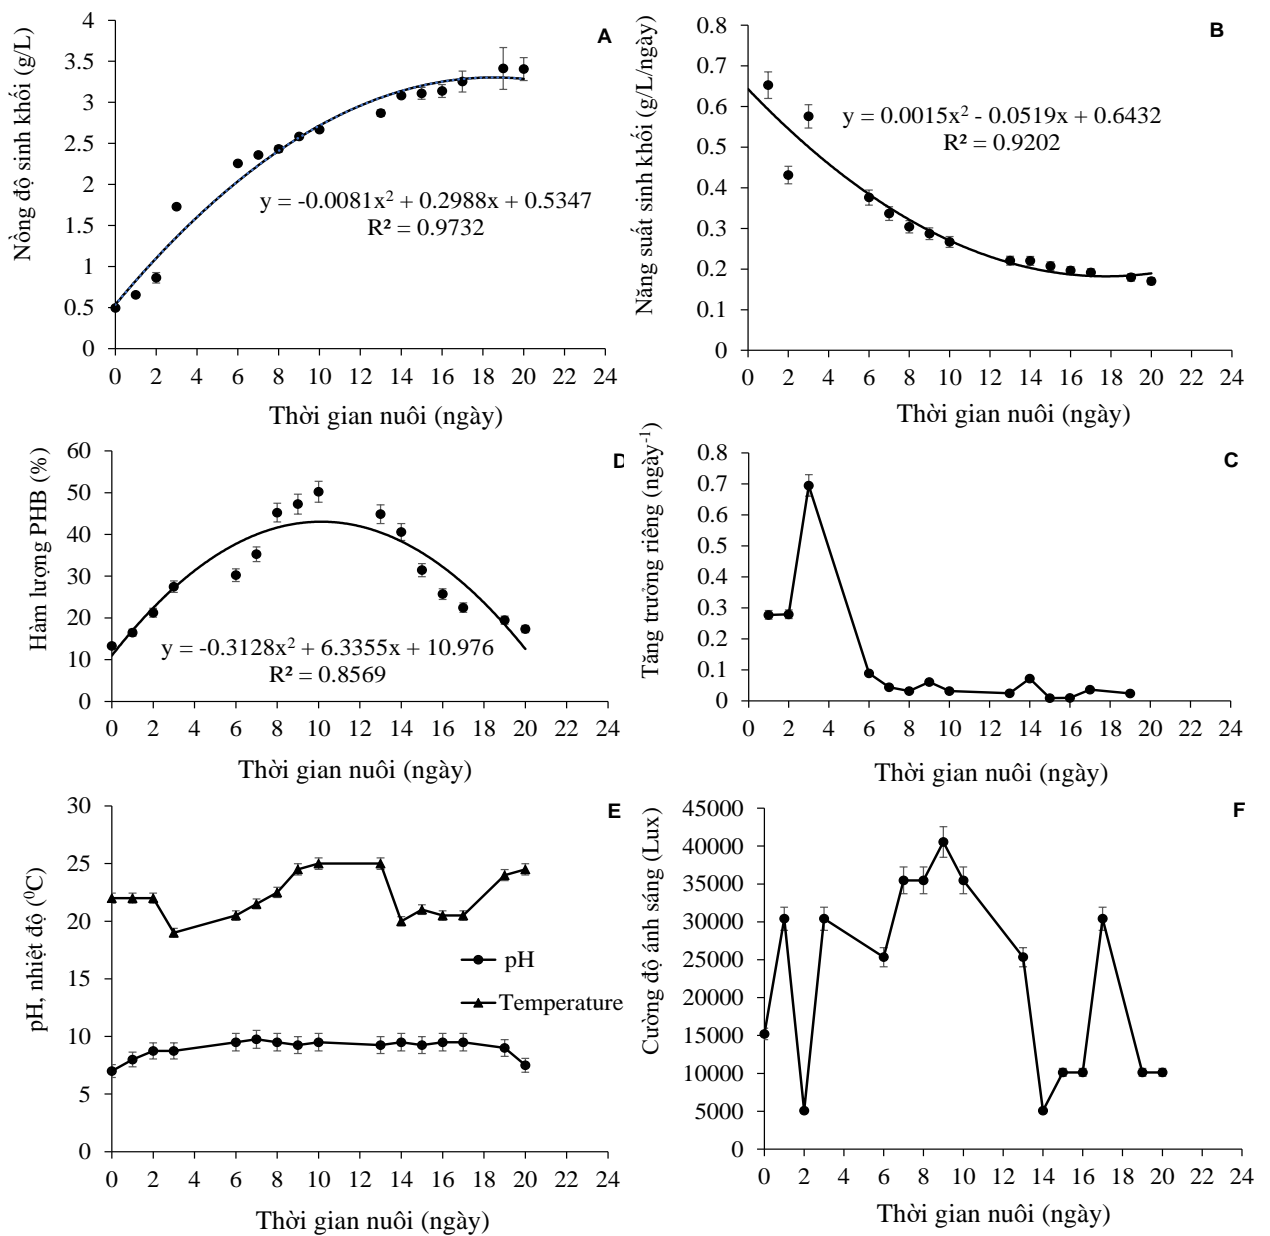 A
Nồng độ sinh khối (g/L)
4
3.5
3
2.5
2
1.5
1
0.5
0
y = -0.0081x² + 0.2988x + 0.5347
R² = 0.9732
0 2 4 6 8 10 12 14 16 18 20 22 24
Thời gian nuôi (ngày)
B
Năng suất sinh khối (g/L/ngày)
0.8
0.7
0.6
0.5
0.4
0.3
0.2
0.1
0
y = 0.0015x² - 0.0519x + 0.6432
R² = 0.9202
0 2 4 6 8 10 12 14 16 18 20 22 24
Thời gian nuôi (ngày)
D
Hàm lượng PHB (%)
60
50
40
30
20
10
0
y = -0.3128x² + 6.3355x + 10.976
R² = 0.8569
0 2 4 6 8 10 12 14 16 18 20 22 24
Thời gian nuôi (ngày)
C
Tăng trưởng riêng (ngày⁻¹)
0.8
0.7
0.6
0.5
0.4
0.3
0.2
0.1
0
0 2 4 6 8 10 12 14 16 18 20 22 24
Thời gian nuôi (ngày)
E
pH, nhiệt độ (⁰C)
30
25
20
15
10
5
0
pH
Temperature
0 2 4 6 8 10 12 14 16 18 20 22 24
Thời gian nuôi (ngày)
F
Cường độ ánh sáng (Lux)
45000
40000
35000
30000
25000
20000
15000
10000
5000
0
0 2 4 6 8 10 12 14 16 18 20 22 24
Thời gian nuôi (ngày)